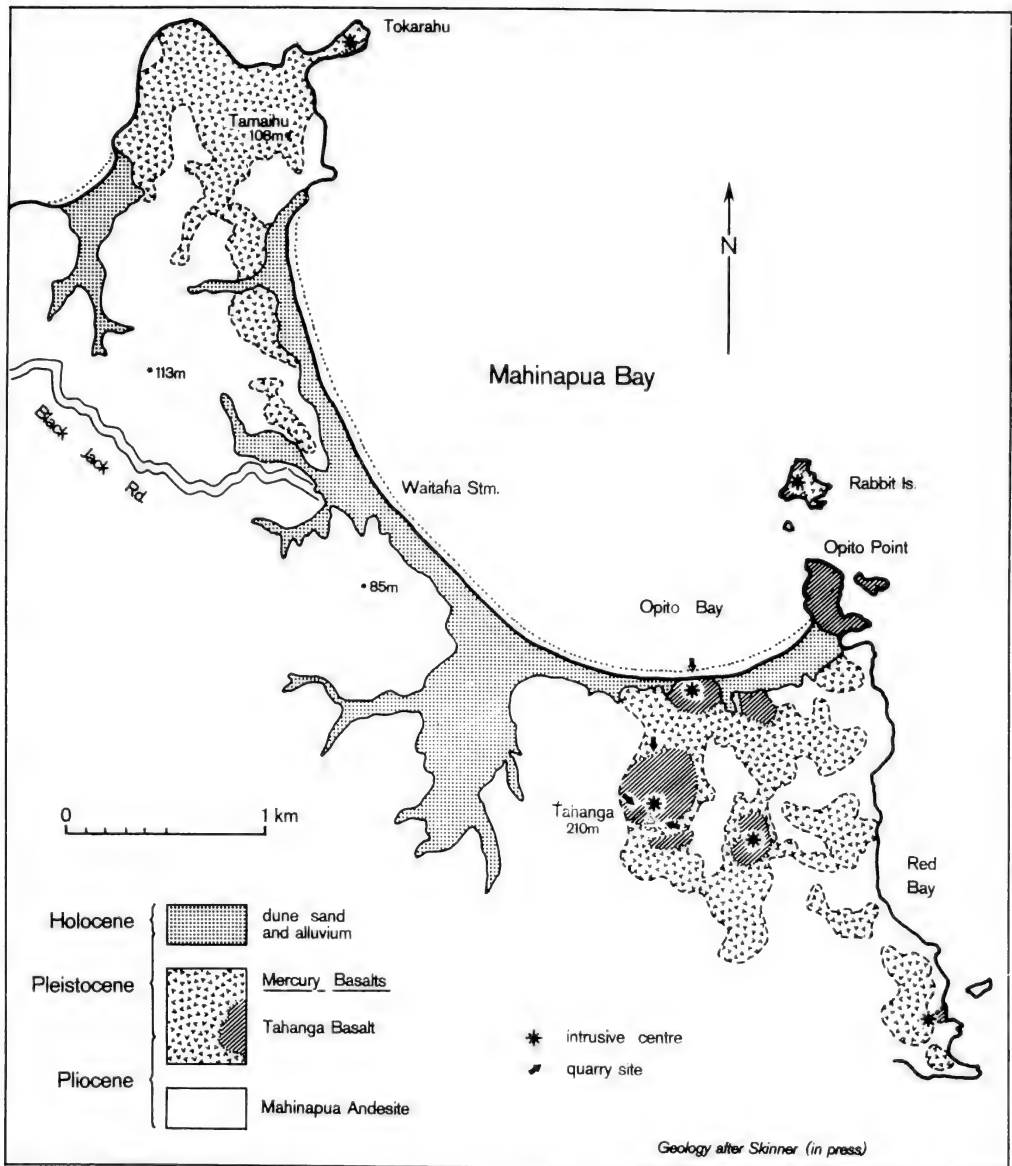 Tokarahu
Tamaihu
108m
N
113m
Mahinapua Bay
Black Jack Rd.
Waitaha Stm.
Rabbit Is.
Opito Point
85m
Opito Bay
0 1 km
Tahanga
210m
Red
Bay
Holocene
dune sand
and alluvium
Pleistocene
Mercury Basalts
Tahanga Basalt
intrusive centre
quarry site
Pliocene
Mahinapua Andesite
Geology after Skinner (in press)